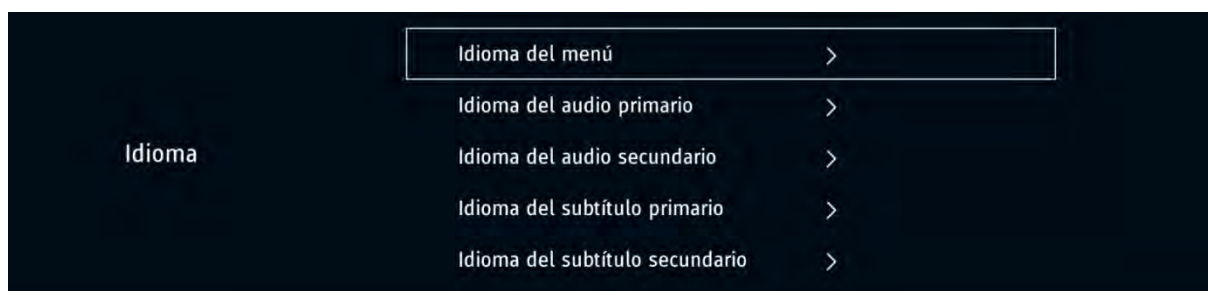 Idioma
Idioma del menú
Idioma del audio primario
Idioma del audio secundario
Idioma del subtítulo primario
Idioma del subtítulo secundario